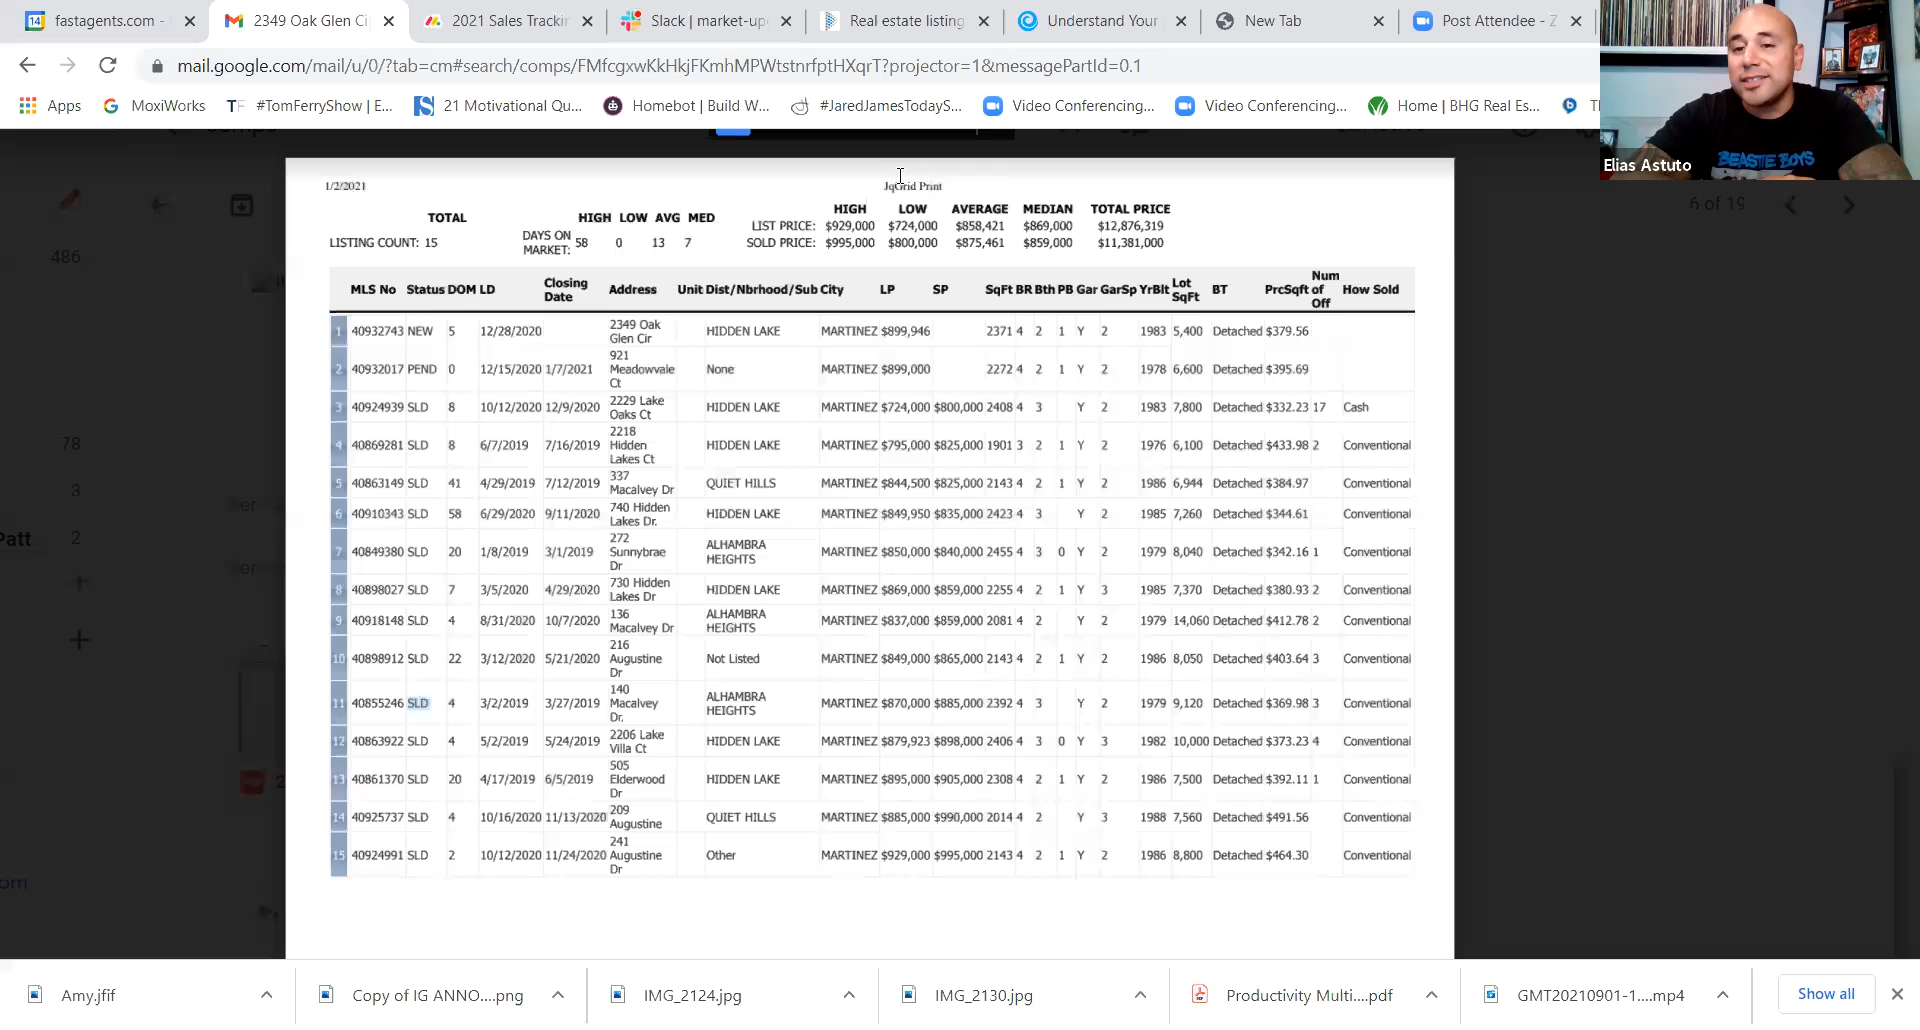 fastagents.com -
2349 Oak Glen Ci
2021 Sales Trackin
Slack | market-up
Real estate listing
Understand Your
New Tab
Post Attendee - Z
mail.google.com/mail/u/0/?tab=cm#search/comps/FMfcgxwKkHkjFKmhMPWtstnrfptHXqrT?projector=1&messagePartId=0.1
Apps
MoxiWorks
#TomFerryShow | E...
21 Motivational Qu...
Homebot | Build W...
#JaredJamesTodayS...
Video Conferencing...
Video Conferencing...
Home | BHG Real Es...
BEASTIE BOYS
Elias Astuto
6 of 19
486
78
3
Patt 2
om
1/2/2021 JqGrid Print
TOTAL HIGH LOW AVG MED HIGH LOW AVERAGE MEDIAN TOTAL PRICE
LISTING COUNT: 15 DAYS ON MARKET: 58 0 13 7 LIST PRICE: $929,000 $724,000 $858,421 $869,000 $12,876,319
SOLD PRICE: $995,000 $800,000 $875,461 $859,000 $11,381,000
MLS No Status DOM LD Closing Date Address Unit Dist/Nbrhood/Sub City LP SP SqFt BR Bth PB Gar GarSp YrBlt Lot SqFt BT PrcSqft Num of Off How Sold
1 40932743 NEW 5 12/28/2020 2349 Oak Glen Cir HIDDEN LAKE MARTINEZ $899,946 2371 4 2 1 Y 2 1983 5,400 Detached $379.56
2 40932017 PEND 0 12/15/2020 1/7/2021 921 Meadowvale Ct None MARTINEZ $899,000 2272 4 2 1 Y 2 1978 6,600 Detached $395.69
3 40924939 SLD 8 10/12/2020 12/9/2020 2229 Lake Oaks Ct HIDDEN LAKE MARTINEZ $724,000 $800,000 2408 4 3 Y 2 1983 7,800 Detached $332.23 17 Cash
4 40869281 SLD 8 6/7/2019 7/16/2019 2218 Hidden Lakes Ct HIDDEN LAKE MARTINEZ $795,000 $825,000 1901 3 2 1 Y 2 1976 6,100 Detached $433.98 2 Conventional
5 40863149 SLD 41 4/29/2019 7/12/2019 337 Macalvey Dr QUIET HILLS MARTINEZ $844,500 $825,000 2143 4 2 1 Y 2 1986 6,944 Detached $384.97 Conventional
6 40910343 SLD 58 6/29/2020 9/11/2020 740 Hidden Lakes Dr. HIDDEN LAKE MARTINEZ $849,950 $835,000 2423 4 3 Y 2 1985 7,260 Detached $344.61 Conventional
7 40849380 SLD 20 1/8/2019 3/1/2019 272 Sunnybrae Dr ALHAMBRA HEIGHTS MARTINEZ $850,000 $840,000 2455 4 3 0 Y 2 1979 8,040 Detached $342.16 1 Conventional
8 40898027 SLD 7 3/5/2020 4/29/2020 730 Hidden Lakes Dr HIDDEN LAKE MARTINEZ $869,000 $859,000 2255 4 2 1 Y 3 1985 7,370 Detached $380.93 2 Conventional
9 40918148 SLD 4 8/31/2020 10/7/2020 136 Macalvey Dr ALHAMBRA HEIGHTS MARTINEZ $837,000 $859,000 2081 4 2 Y 2 1979 14,060 Detached $412.78 2 Conventional
10 40898912 SLD 22 3/12/2020 5/21/2020 216 Augustine Dr Not Listed MARTINEZ $849,000 $865,000 2143 4 2 1 Y 2 1986 8,050 Detached $403.64 3 Conventional
11 40855246 SLD 4 3/2/2019 3/27/2019 140 Macalvey Dr. ALHAMBRA HEIGHTS MARTINEZ $870,000 $885,000 2392 4 3 Y 2 1979 9,120 Detached $369.98 3 Conventional
12 40863922 SLD 4 5/2/2019 5/24/2019 2206 Lake Villa Ct HIDDEN LAKE MARTINEZ $879,923 $898,000 2406 4 3 0 Y 3 1982 10,000 Detached $373.23 4 Conventional
13 40861370 SLD 20 4/17/2019 6/5/2019 505 Elderwood Dr HIDDEN LAKE MARTINEZ $895,000 $905,000 2308 4 2 1 Y 2 1986 7,500 Detached $392.11 1 Conventional
14 40925737 SLD 4 10/16/2020 11/13/2020 209 Augustine QUIET HILLS MARTINEZ $885,000 $990,000 2014 4 2 Y 3 1988 7,560 Detached $491.56 Conventional
15 40924991 SLD 2 10/12/2020 11/24/2020 241 Augustine Dr Other MARTINEZ $929,000 $995,000 2143 4 2 1 Y 2 1986 8,800 Detached $464.30 Conventional
Amy.jfif
Copy of IG ANNO....png
IMG_2124.jpg
IMG_2130.jpg
Productivity Multi....pdf
GMT20210901-1....mp4
Show all